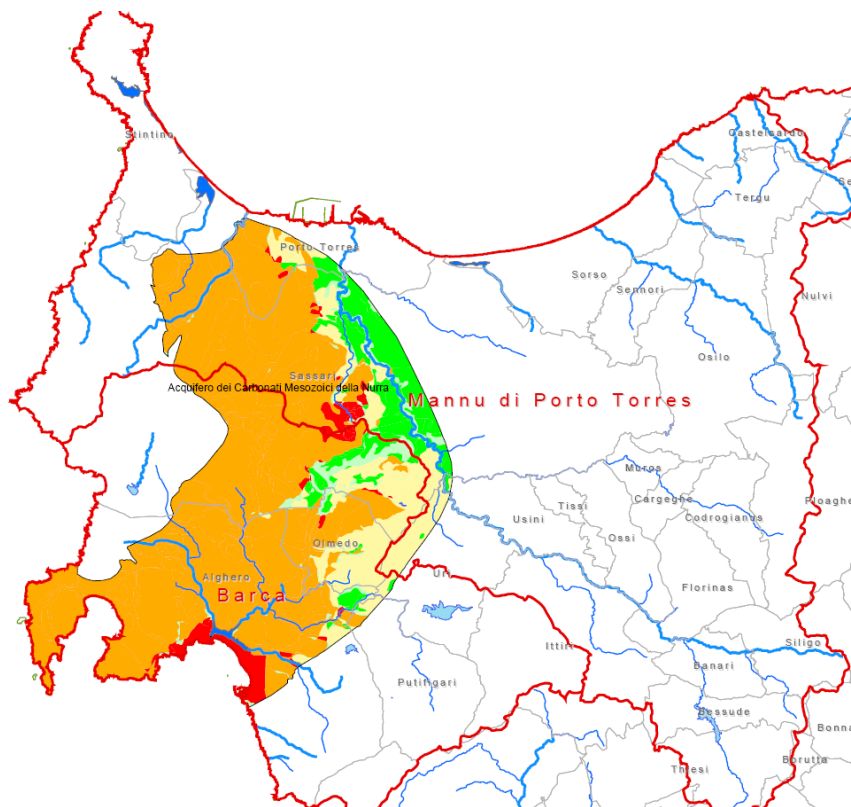 Stintino
Castelsardo
Tergu
Se
Porto Torres
Sorso
Sennori
Nulvi
Osilo
Sassari
Acquifero dei Carbonati Mesozoici della Nurra
Mannu di Porto Torres
Muros
Cargeghe
Ploaghe
Tissi
Usini
Codrogianus
Ossi
Olmedo
Uri
Alghero
Barca
Florinas
Ittiri
Siligo
Banari
Putifigari
Bessude
Bonna
Borutta
Thiesi